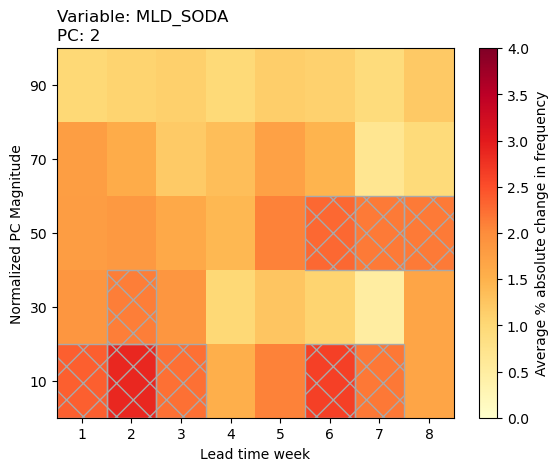 Variable: MLD_SODA
PC: 2
90
70
50
30
10
Normalized PC Magnitude
1 2 3 4 5 6 7 8
Lead time week
4.0
3.5
3.0
2.5
2.0
1.5
1.0
0.5
0.0
Average % absolute change in frequency